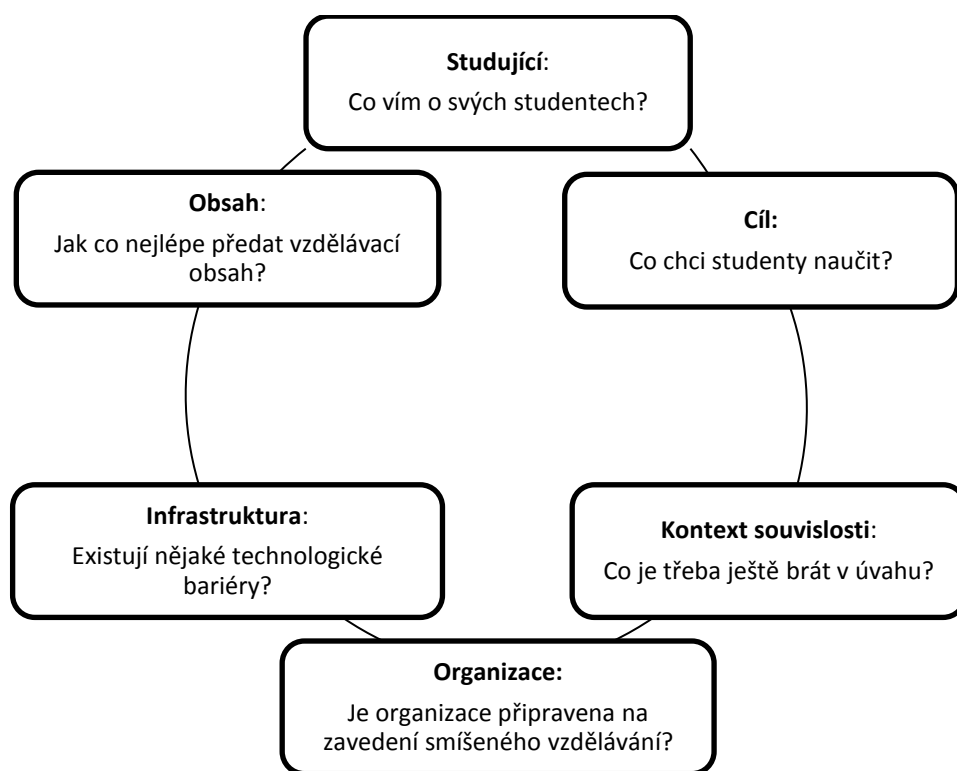 Studující:
Co vím o svých studentech?
Obsah:
Jak co nejlépe předat vzdělávací
obsah?
Cíl:
Co chci studenty naučit?
Infrastruktura:
Existují nějaké technologické
bariéry?
Kontext souvislosti:
Co je třeba ještě brát v úvahu?
Organizace:
Je organizace připravena na
zavedení smíšeného vzdělávání?